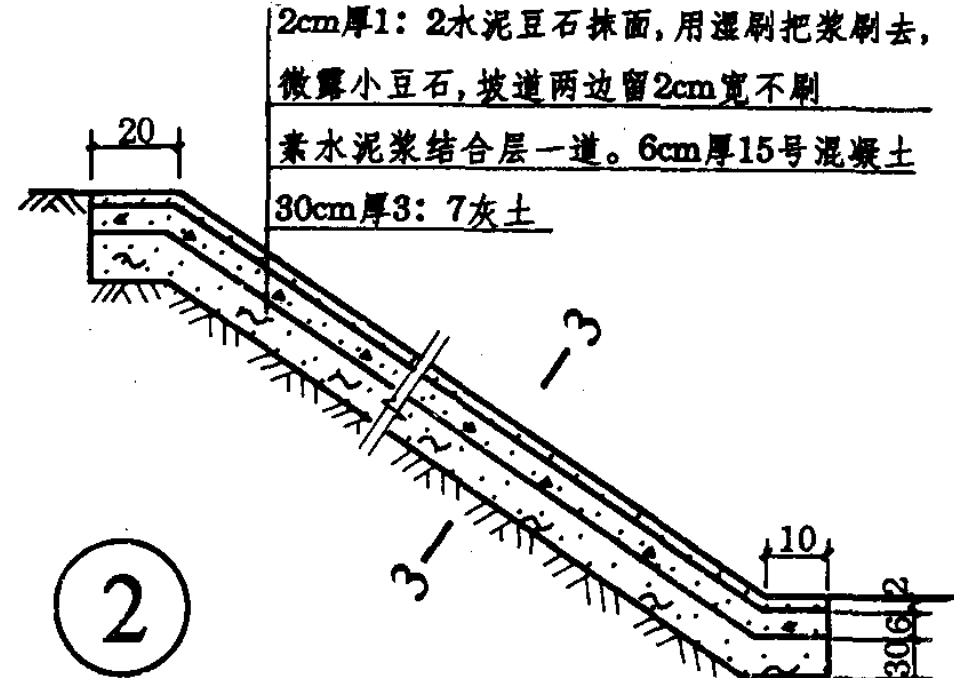 2cm厚1：2水泥豆石抹面,用湿刷把浆刷去,
微露小豆石,坡道两边留2cm宽不刷
素水泥浆结合层一道。6cm厚15号混凝土
30cm厚3：7灰土
20
3
3
10
2
6
30
2